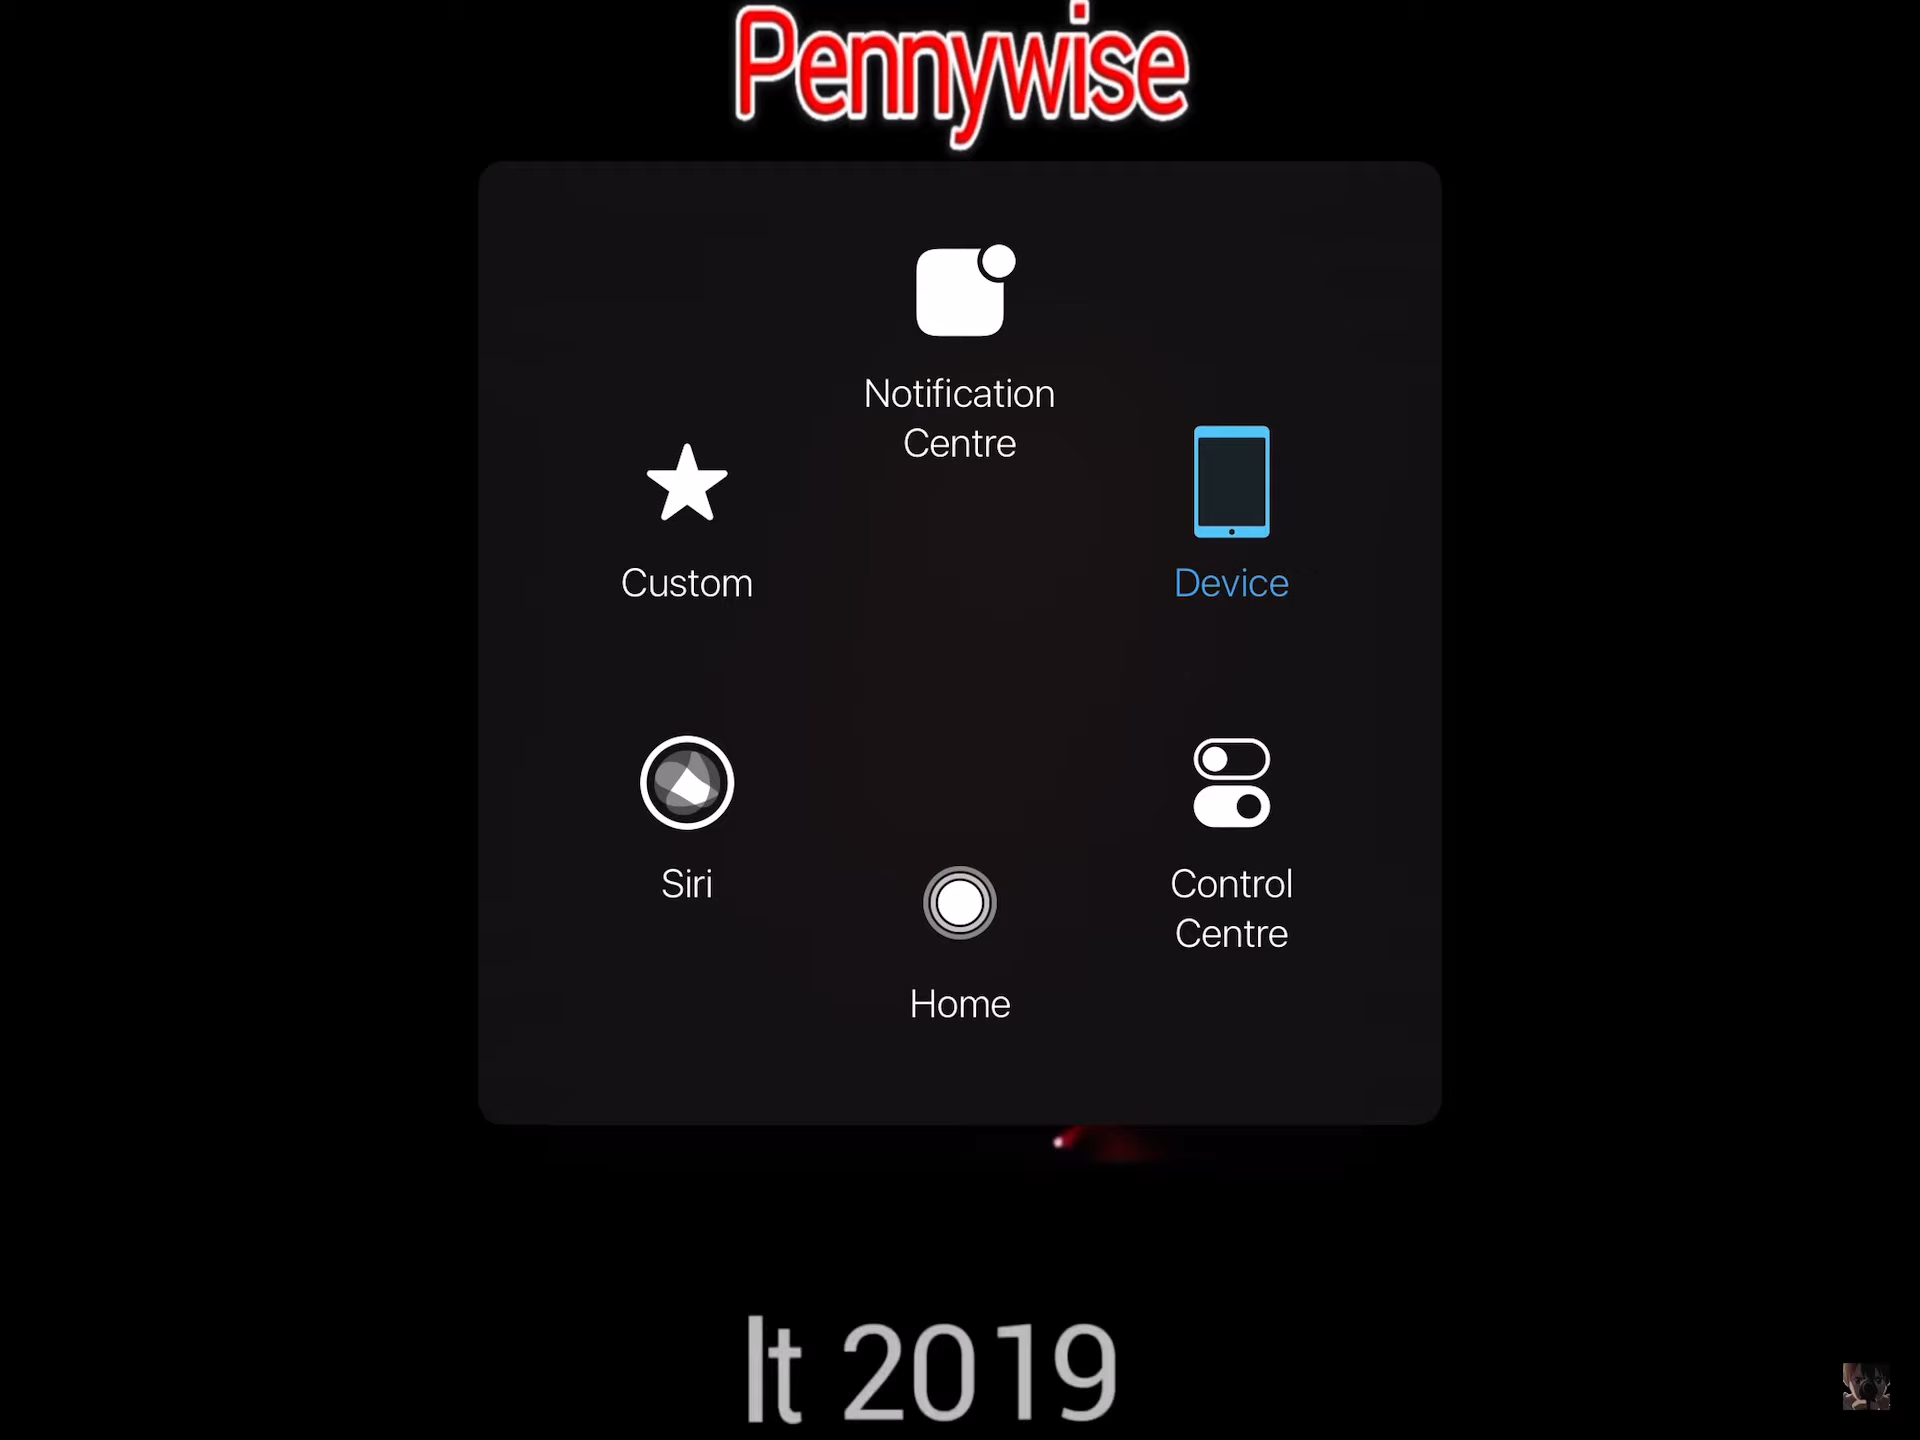 Pennywise
Notification
Centre
Custom
Device
Siri
Control
Centre
Home
It 2019